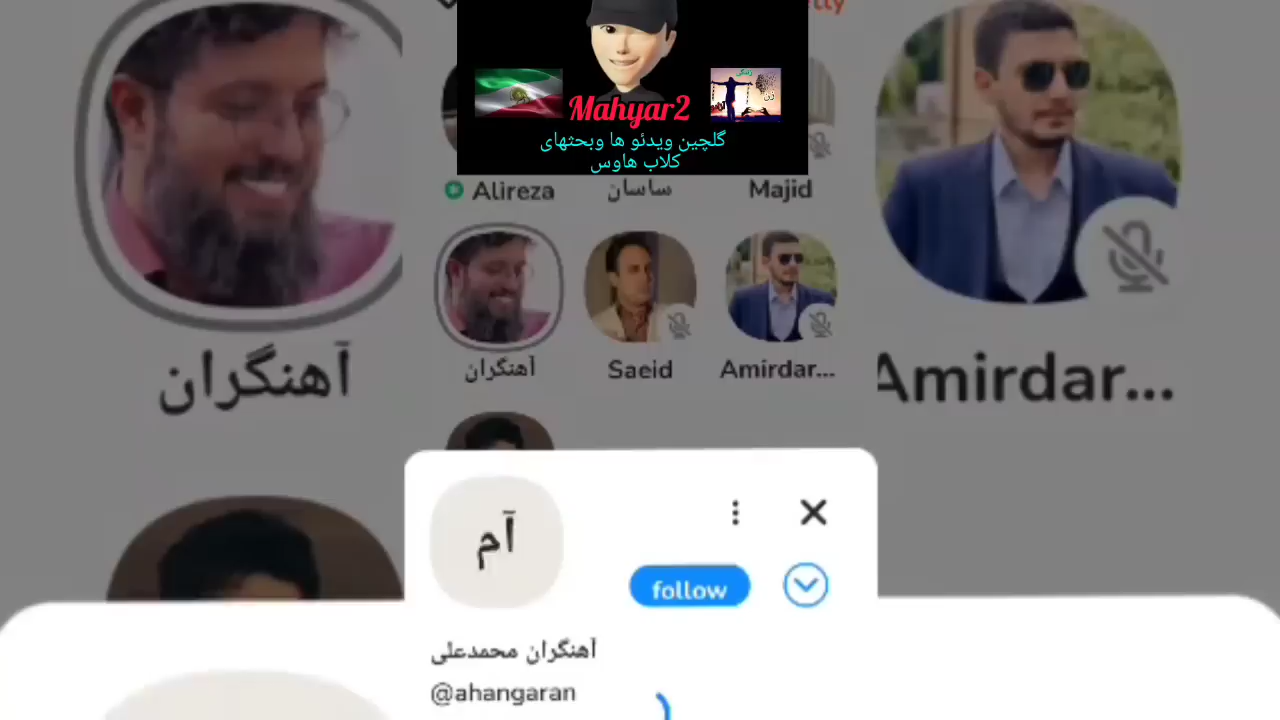 Mahyar2
گلچین ویدئو ها وبحثهای
کلاب هاوس
Alireza
ساسان
Majid
آهنگران
Saeid
Amirdar...
آهنگران
Amirdar...
آم
follow
آهنگران محمدعلی
@ahangaran